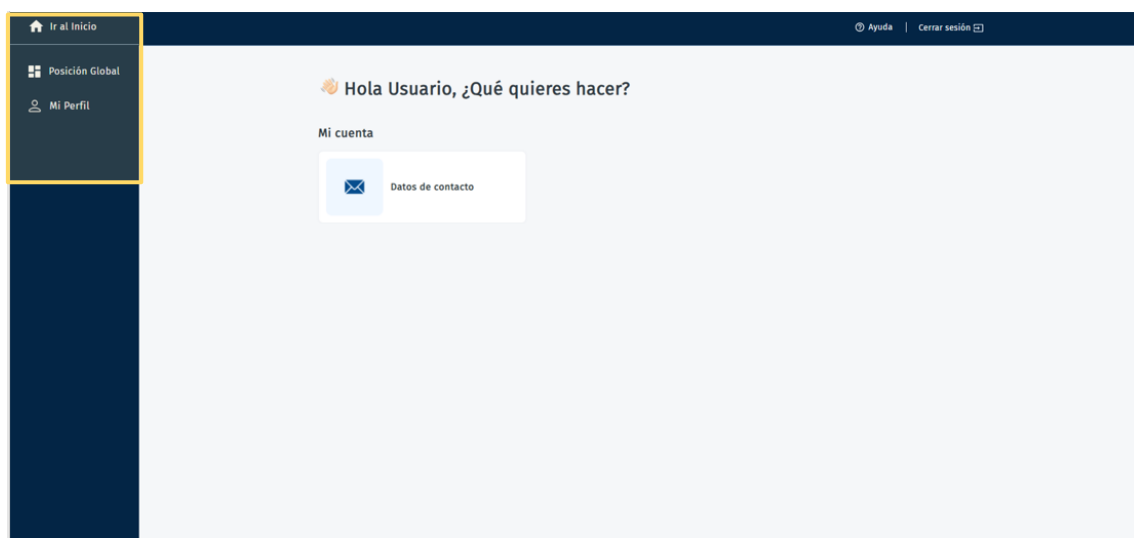 Ir al Inicio
Ayuda | Cerrar sesión
Posición Global
Mi Perfil
Hola Usuario, ¿Qué quieres hacer?
Mi cuenta
Datos de contacto